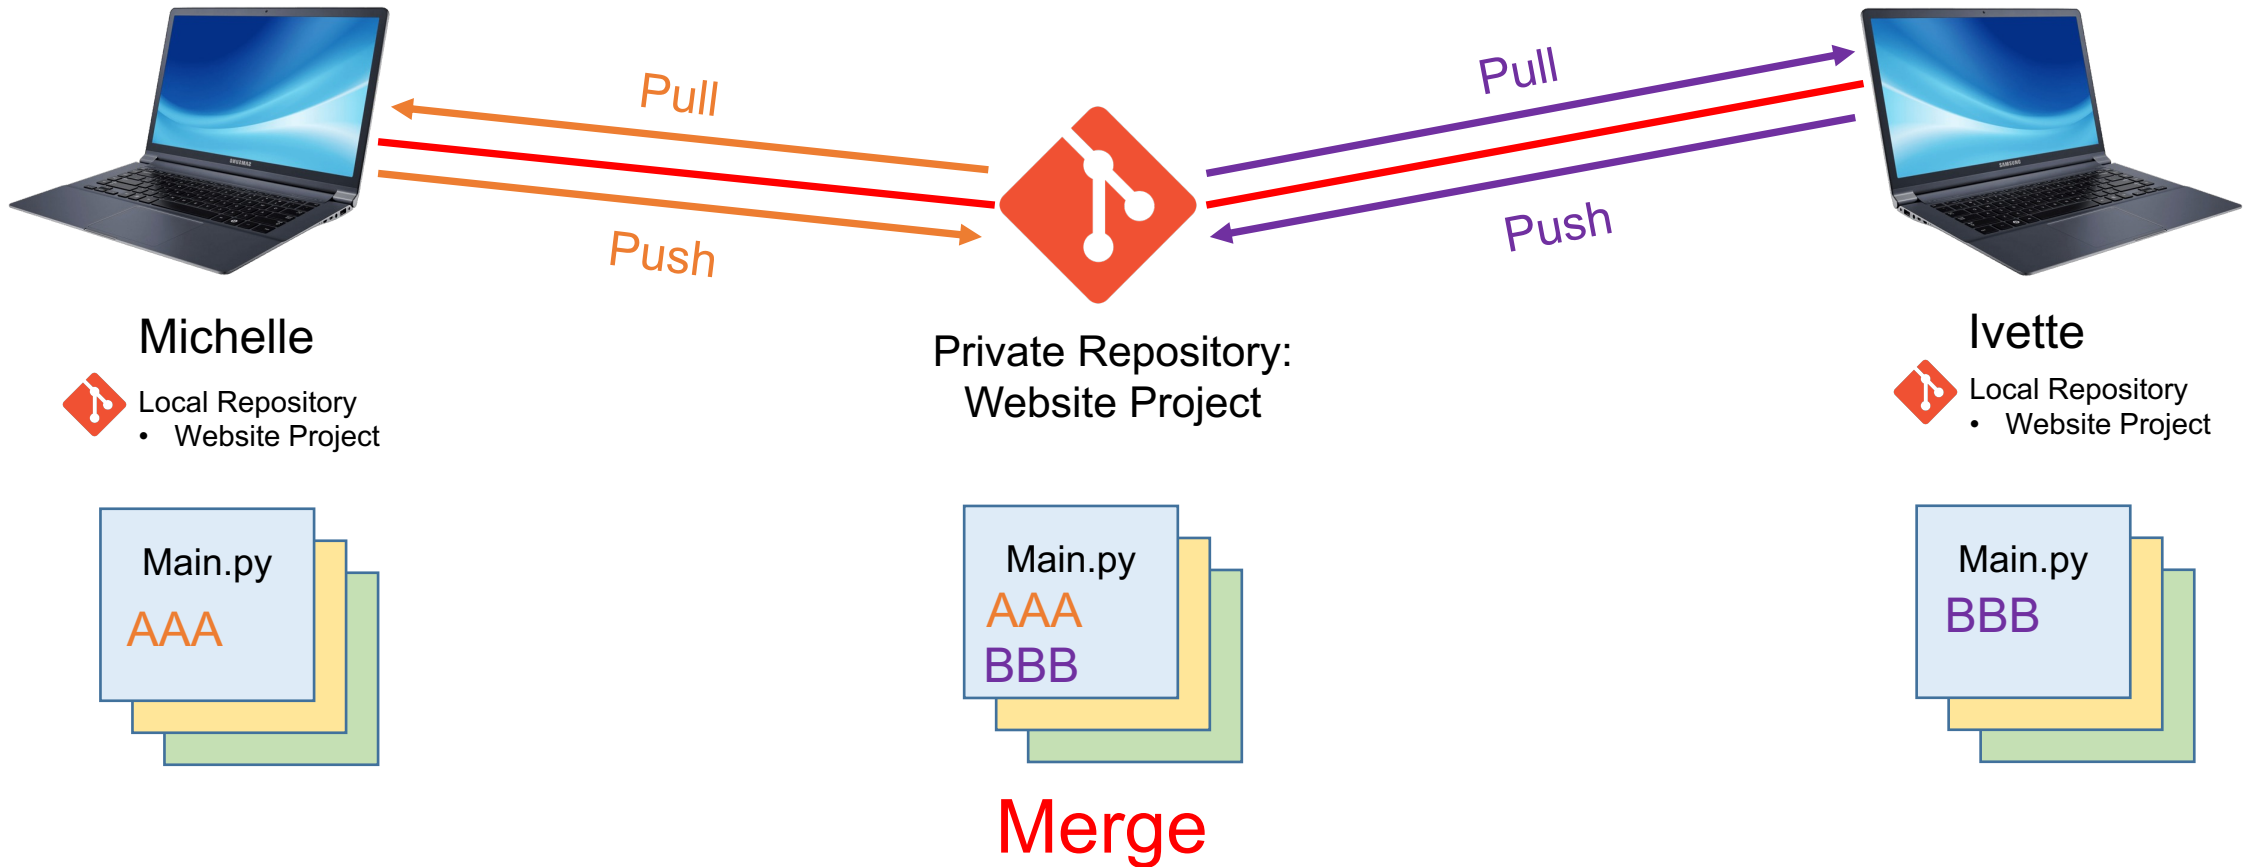 Pull
Push
Pull
Push
SAMSUNG
Michelle
Local Repository
• Website Project
Private Repository:
Website Project
Ivette
Local Repository
• Website Project
Main.py
AAA
Main.py
AAA
BBB
Main.py
BBB
Merge